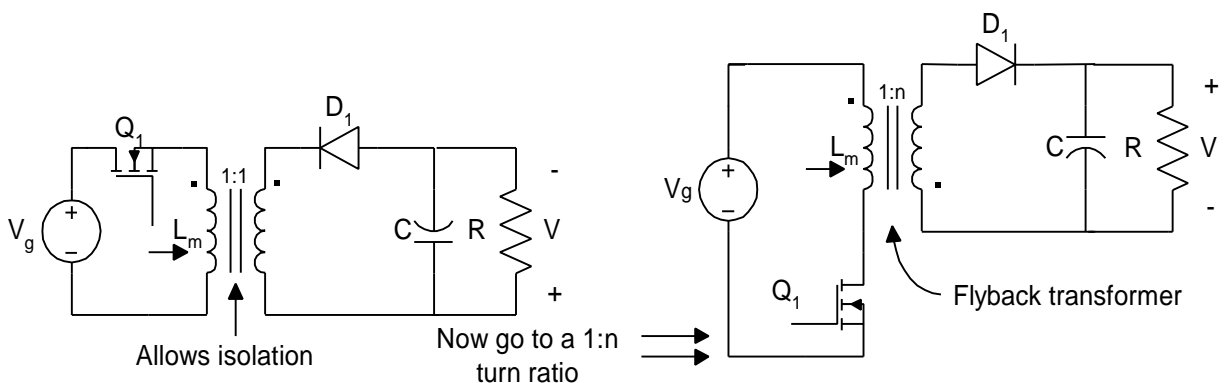 Q1
Vg
+
−
Lm
1:1
D1
C
R
-
V
+
Allows isolation
Now go to a 1:n
turn ratio
Vg
+
−
Lm
1:n
D1
C
R
+
V
-
Q1
Flyback transformer